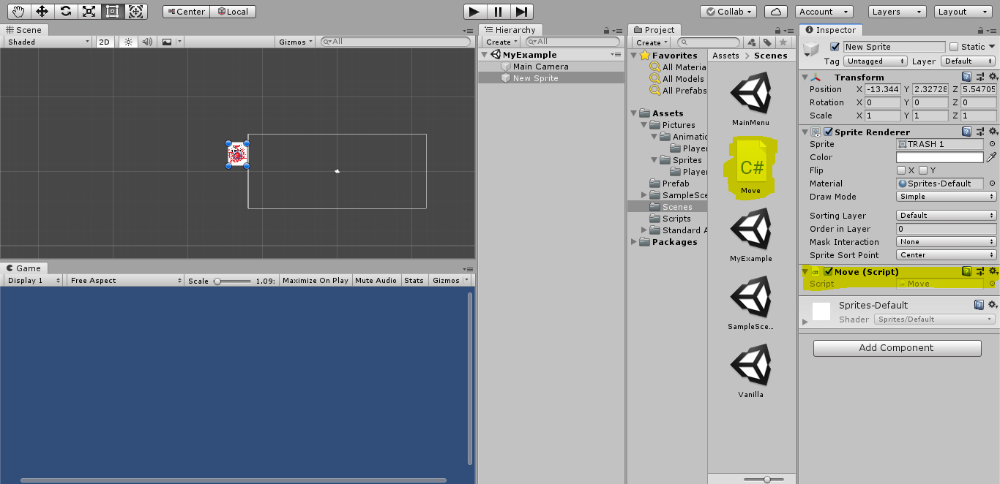 Center Local Collab Account Layers Layout
Scene
Shaded 2D Gizmos All
Game
Display 1 Free Aspect Scale 1.09: Maximize On Play Mute Audio Stats Gizmos
Hierarchy
Create All
MyExample
Main Camera
New Sprite
Project
Create
Favorites
All Materia
All Models
All Prefabs
Assets
Pictures
Animatic
Player
Sprites
Player
Prefab
SampleSce
Scenes
Scripts
Standard A
Packages
Assets > Scenes
MainMenu
C#
Move
MyExample
SampleSce...
Vanilla
Inspector
New Sprite Static
Tag Untagged Layer Default
Transform
Position X -13.344 Y 2.32728 Z 5.54705
Rotation X 0 Y 0 Z 0
Scale X 1 Y 1 Z 1
Sprite Renderer
Sprite TRASH 1
Color
Flip X Y
Material Sprites-Default
Draw Mode Simple
Sorting Layer Default
Order in Layer 0
Mask Interaction None
Sprite Sort Point Center
C# Move (Script)
Script Move
Sprites-Default
Shader Sprites/Default
Add Component